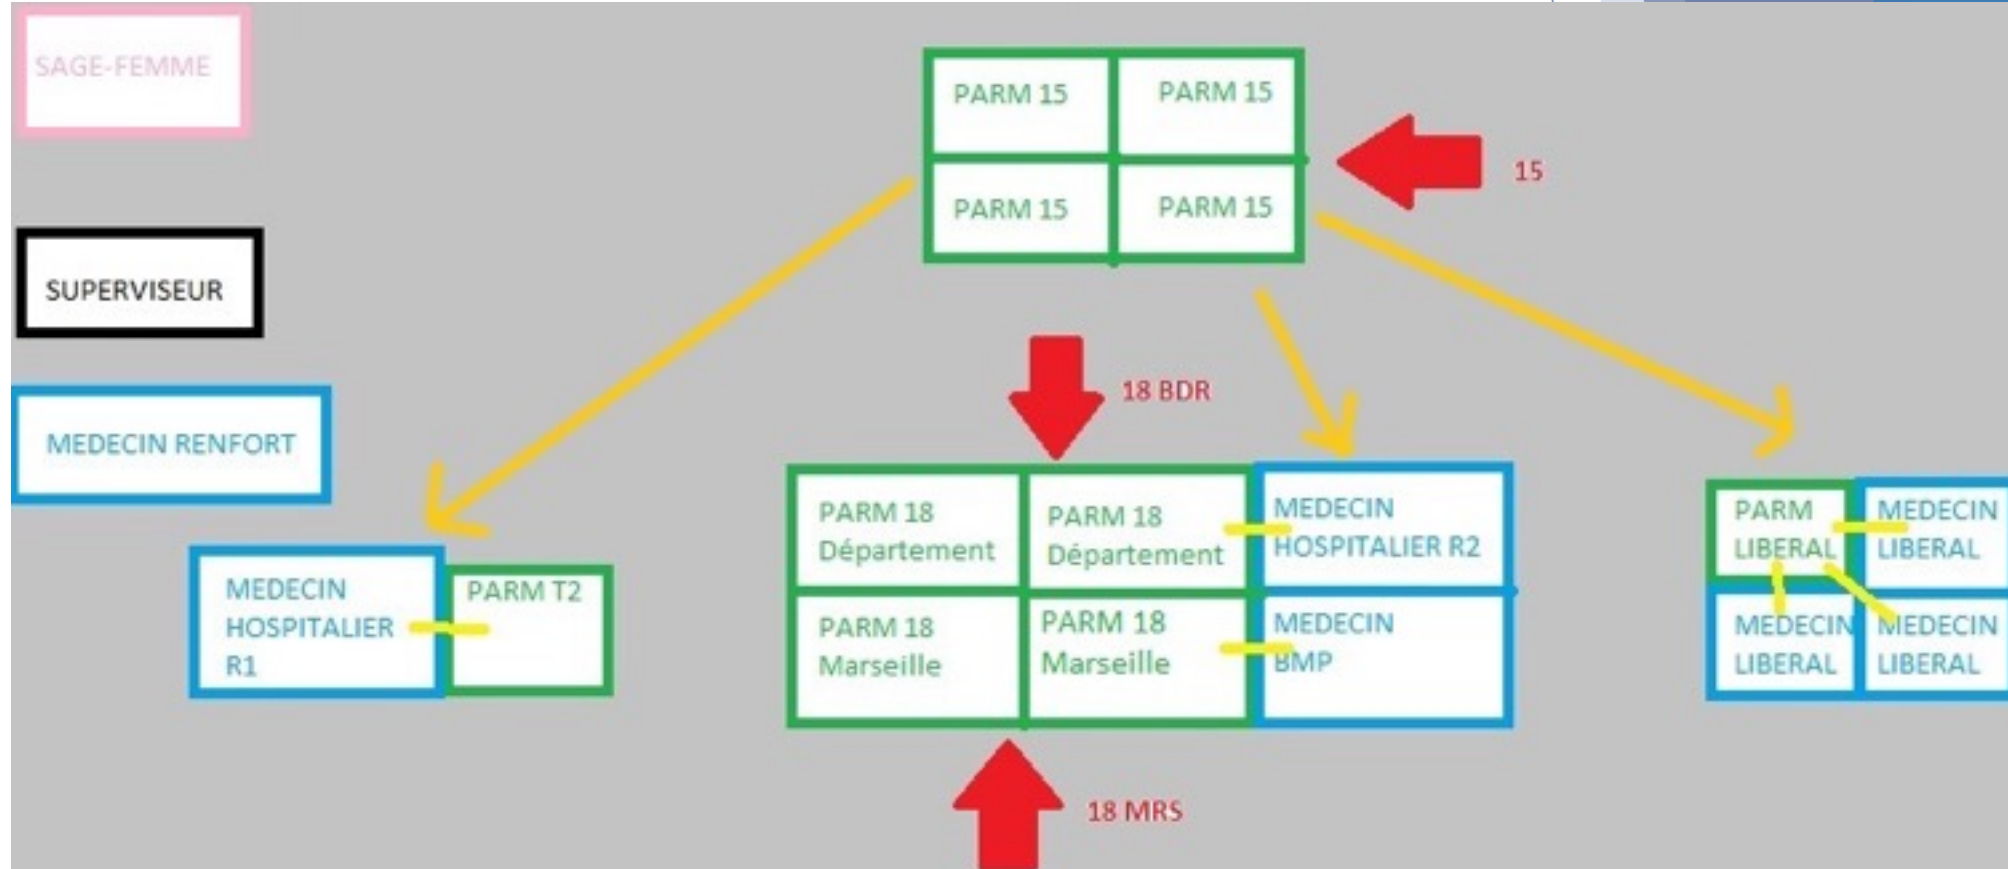 SAGE-FEMME
PARM 15
PARM 15
15
PARM 15
PARM 15
SUPERVISEUR
18 BDR
MEDECIN RENFORT
MEDECIN
HOSPITALIER
R1
PARM T2
PARM 18
Département
PARM 18
Département
MEDECIN
HOSPITALIER R2
PARM 18
Marseille
PARM 18
Marseille
MEDECIN
BMP
PARM
LIBERAL
MEDECIN
LIBERAL
MEDECIN
LIBERAL
MEDECIN
LIBERAL
18 MRS